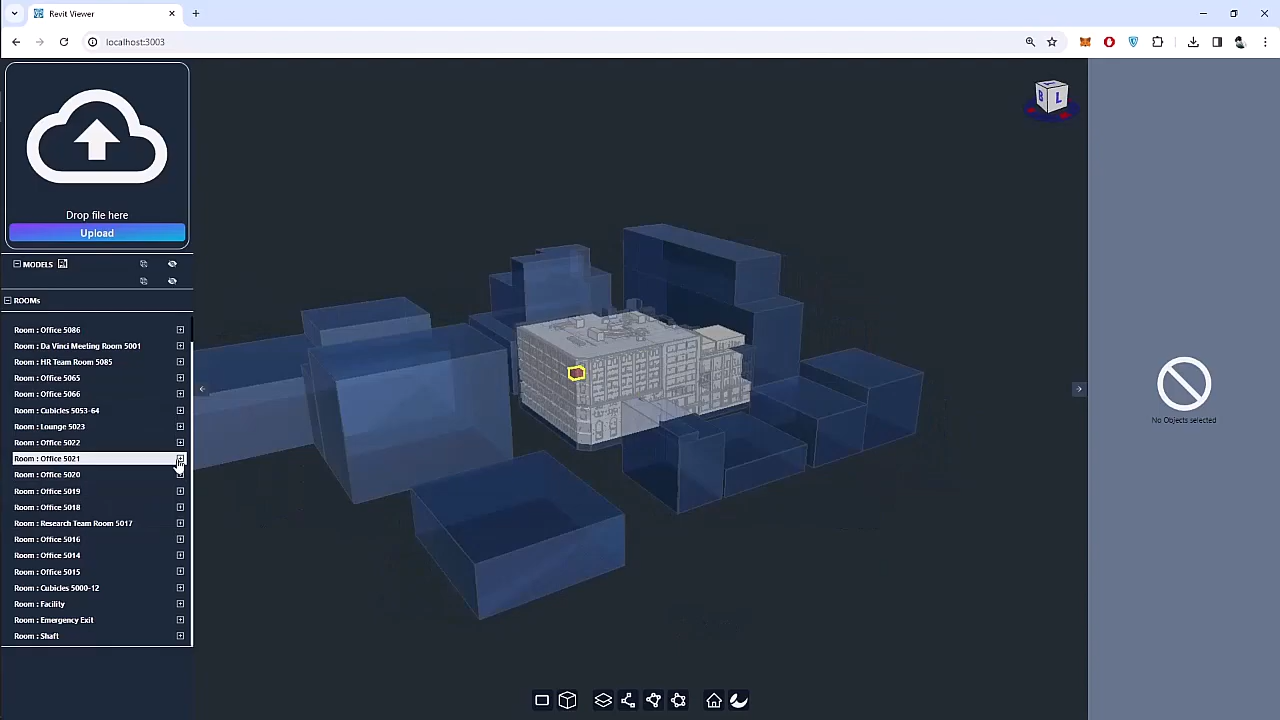 Revit Viewer
localhost:3003
Drop file here
Upload
MODELS
ROOMs
Room : Office 5086
Room : Da Vinci Meeting Room 5001
Room : HR Team Room 5085
Room : Office 5065
Room : Office 5066
Room : Cubicles 5053-64
Room : Lounge 5023
Room : Office 5022
Room : Office 5021
Room : Office 5020
Room : Office 5019
Room : Office 5018
Room : Research Team Room 5017
Room : Office 5016
Room : Office 5014
Room : Office 5015
Room : Cubicles 5000-12
Room : Facility
Room : Emergency Exit
Room : Shaft
B L
No Objects selected